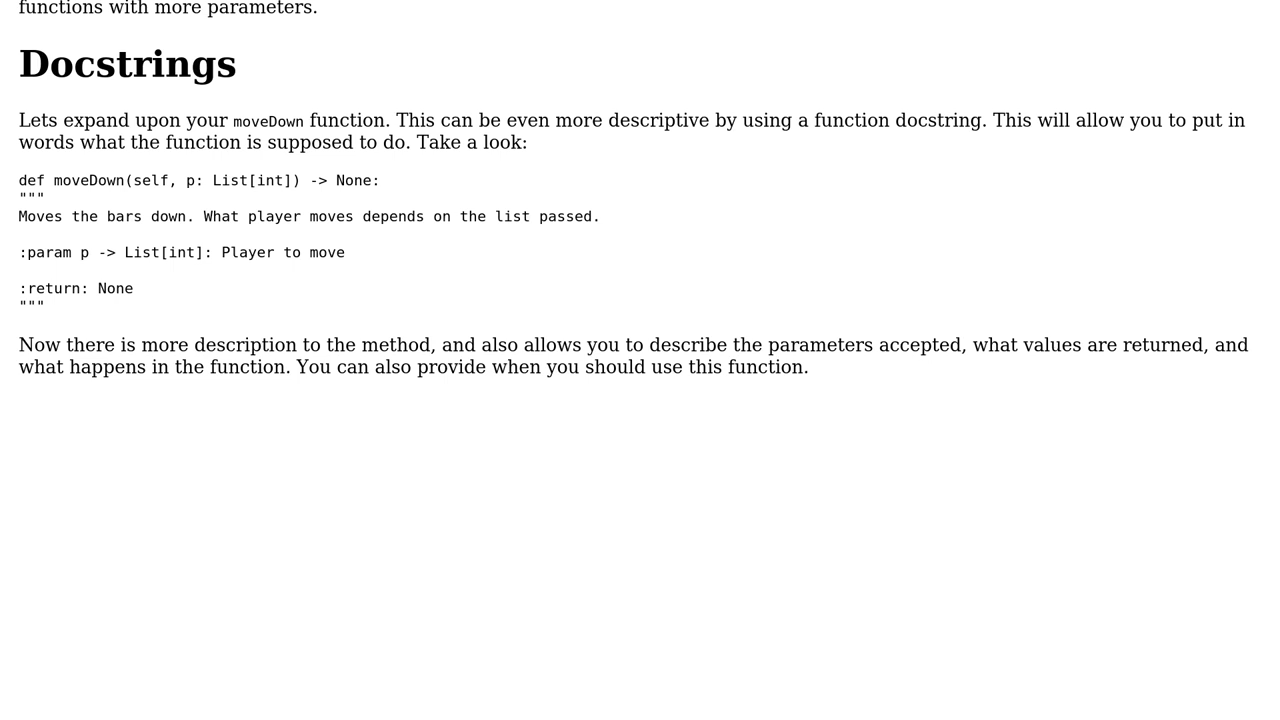 functions with more parameters.
Docstrings
Lets expand upon your moveDown function. This can be even more descriptive by using a function docstring. This will allow you to put in
words what the function is supposed to do. Take a look:
def moveDown(self, p: List[int]) -> None:
"""
Moves the bars down. What player moves depends on the list passed.
:param p -> List[int]: Player to move
:return: None
"""
Now there is more description to the method, and also allows you to describe the parameters accepted, what values are returned, and
what happens in the function. You can also provide when you should use this function.